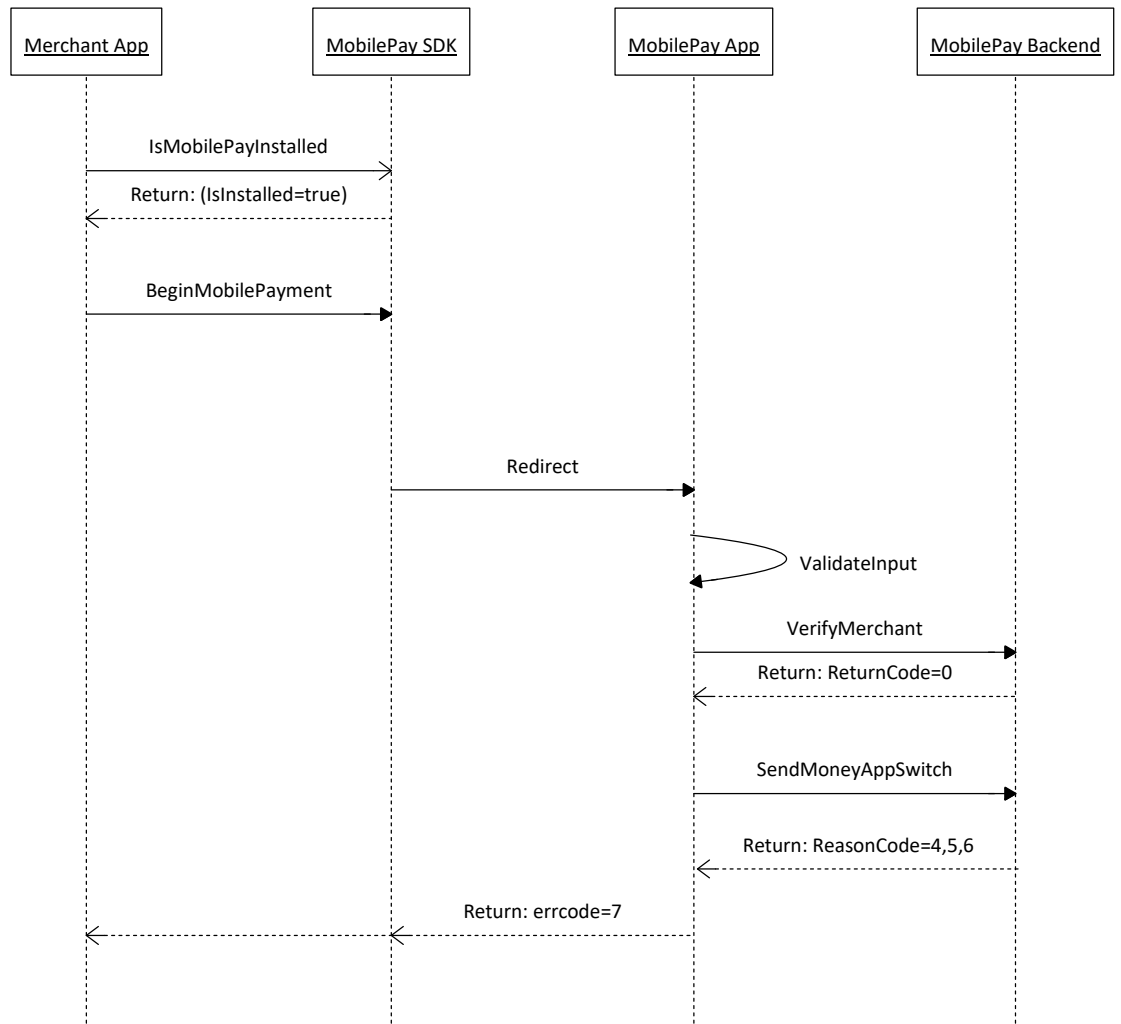 Merchant App
MobilePay SDK
MobilePay App
MobilePay Backend
IsMobilePayInstalled
Return: (IsInstalled=true)
BeginMobilePayment
Redirect
ValidateInput
VerifyMerchant
Return: ReturnCode=0
SendMoneyAppSwitch
Return: ReasonCode=4,5,6
Return: errcode=7